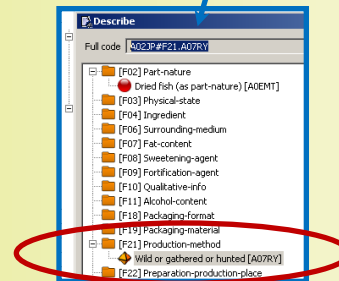 Describe
Full code A02JP#F21.A07RY
[F02] Part-nature
Dried fish (as part-nature) [A0EMT]
[F03] Physical-state
[F04] Ingredient
[F06] Surrounding-medium
[F07] Fat-content
[F08] Sweetening-agent
[F09] Fortification-agent
[F10] Qualitative-info
[F11] Alcohol-content
[F18] Packaging-format
[F19] Packaging-material
[F21] Production-method
Wild or gathered or hunted [A07RY]
[F22] Preparation-production-place